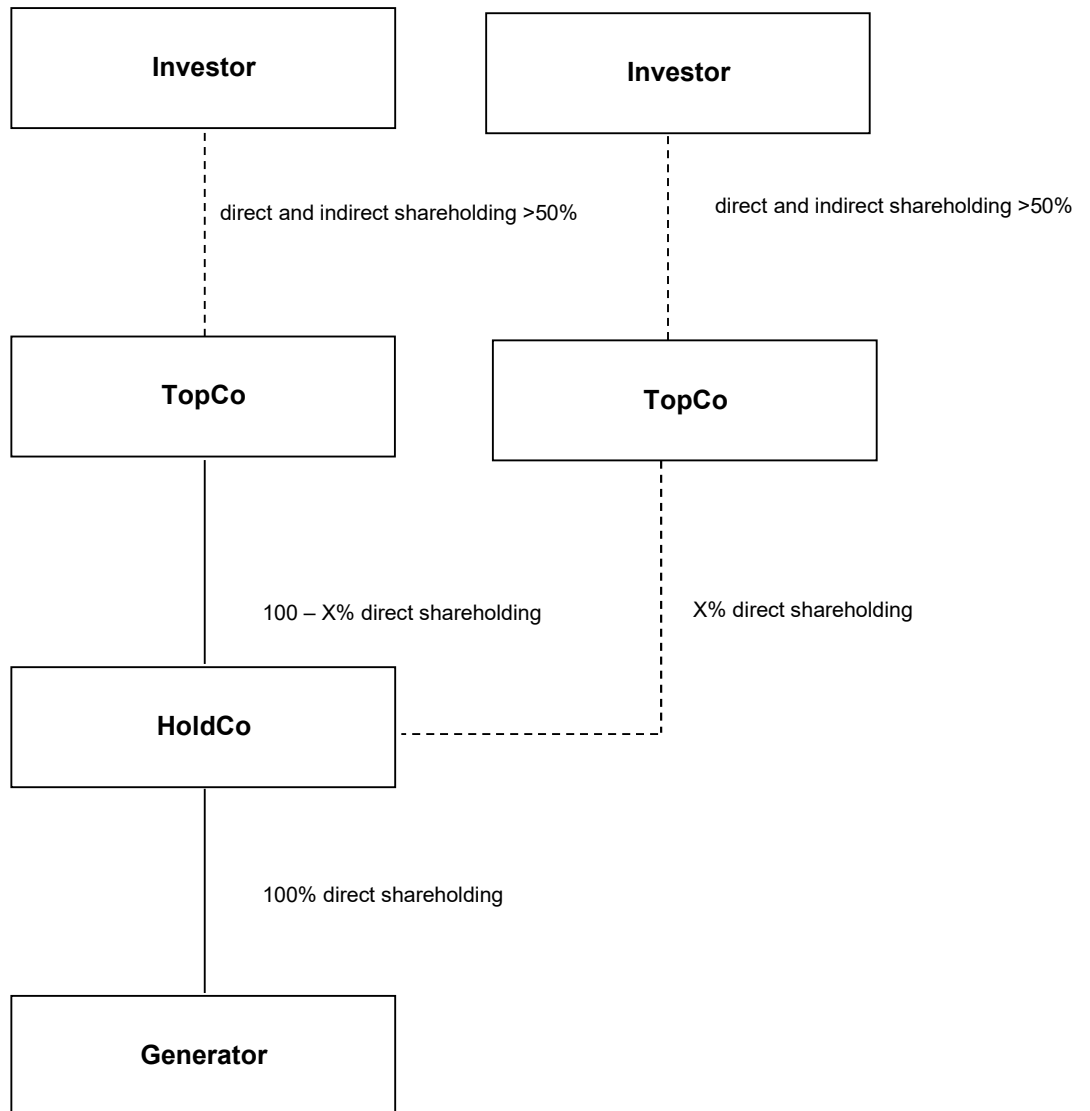 Investor
Investor
direct and indirect shareholding >50%
direct and indirect shareholding >50%
TopCo
TopCo
100 – X% direct shareholding
X% direct shareholding
HoldCo
100% direct shareholding
Generator